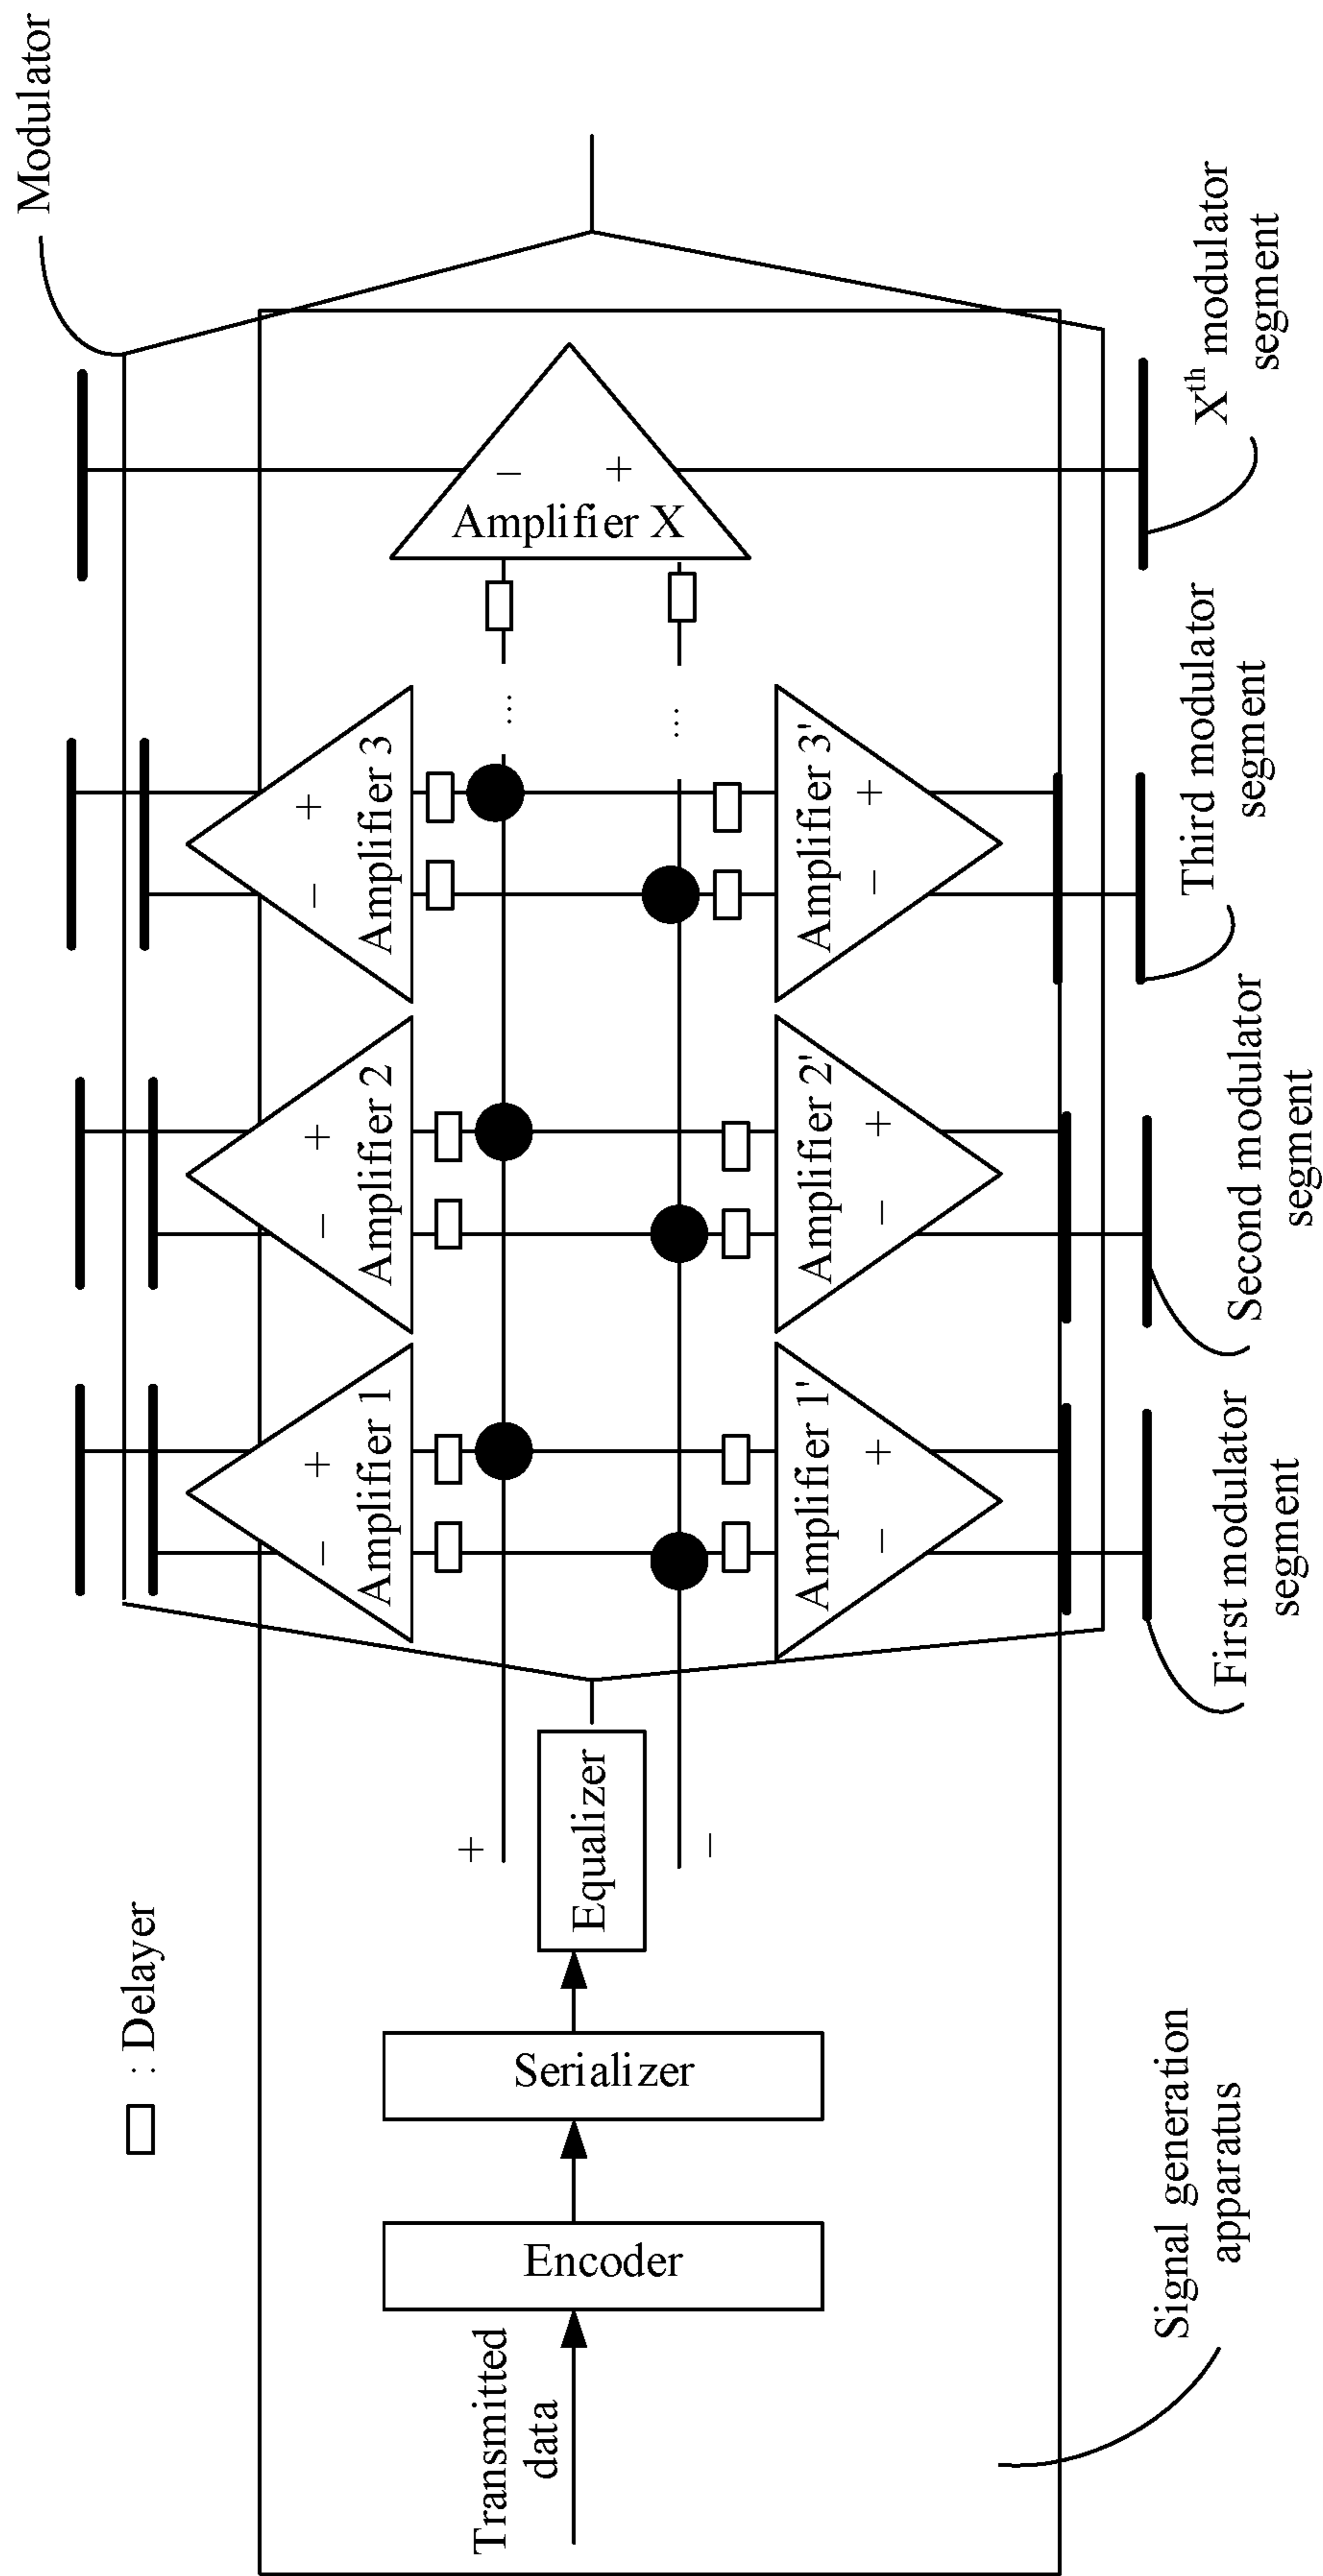 Modulator
: Delayer
Transmitted
data
Encoder
Serializer
Equalizer
+
−
Amplifier 1
− +
Amplifier 2
− +
Amplifier 3
− +
Amplifier 1'
− +
Amplifier 2'
− +
Amplifier 3'
− +
...
...
Amplifier X
−
+
Signal generation
apparatus
First modulator
segment
Second modulator
segment
Third modulator
segment
Xth modulator
segment